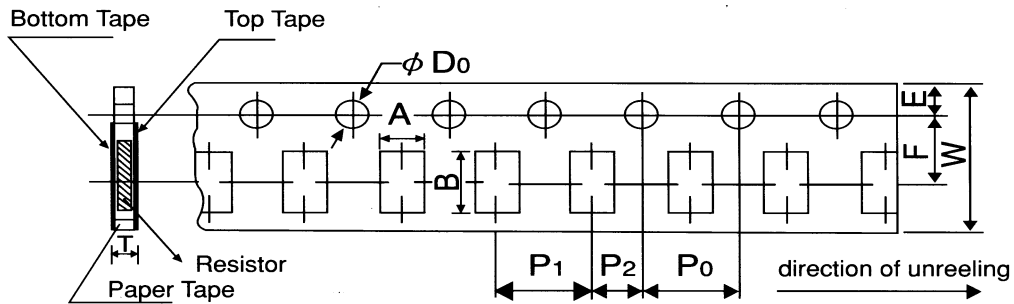 Bottom Tape
Top Tape
φ D0
A
B
E
F
W
T
Resistor
Paper Tape
P1
P2
P0
direction of unreeling